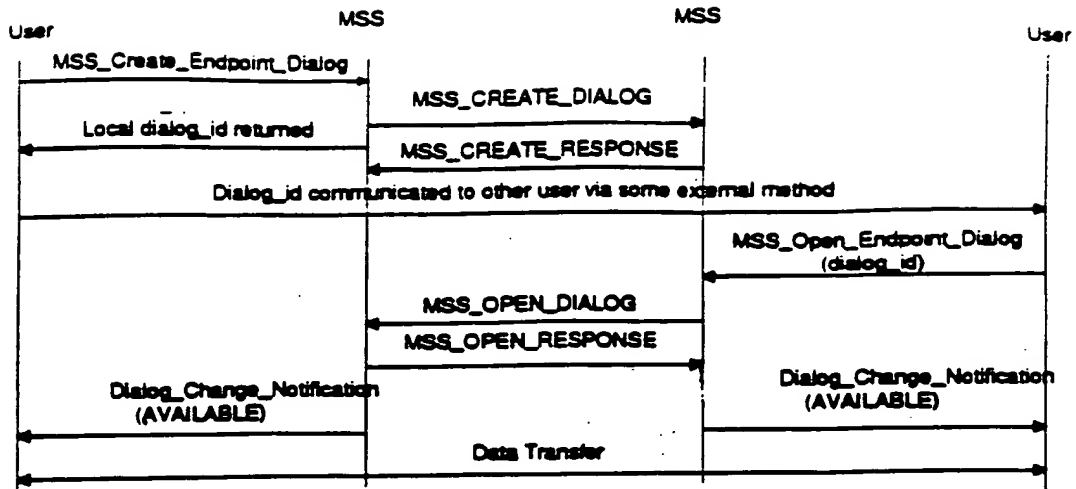 User
MSS
MSS
User
MSS_Create_Endpoint_Dialog
MSS_CREATE_DIALOG
Local dialog_id returned
MSS_CREATE_RESPONSE
Dialog_id communicated to other user via some external method
MSS_Open_Endpoint_Dialog
(dialog_id)
MSS_OPEN_DIALOG
MSS_OPEN_RESPONSE
Dialog_Change_Notification
(AVAILABLE)
Dialog_Change_Notification
(AVAILABLE)
Data Transfer